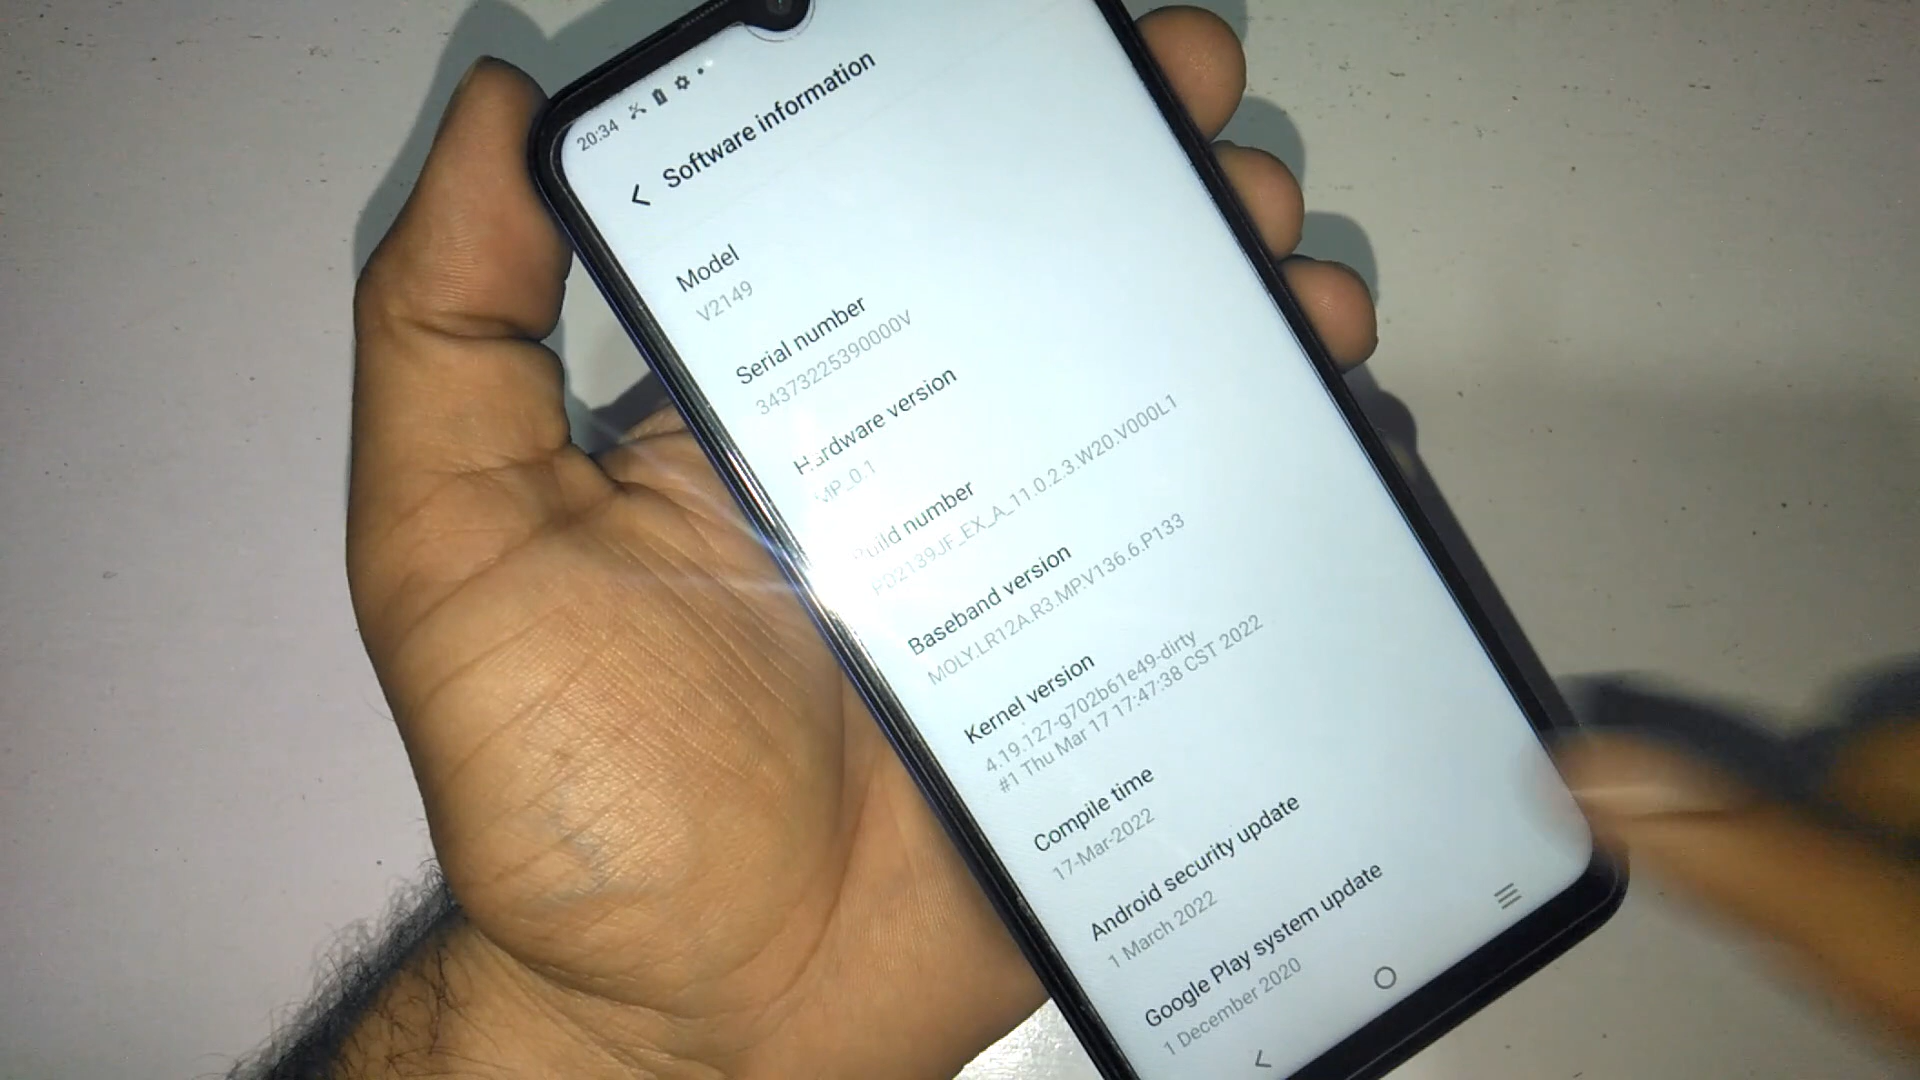 20:34
Software information
Model
V2149
Serial number
34373225390000V
Hardware version
MP_0.1
Build number
PD2139JF_EX_A_11.0.2.3.W20.V000L1
Baseband version
MOLY.LR12A.R3.MP.V136.6.P133
Kernel version
4.19.127-g702b61e49-dirty
#1 Thu Mar 17 17:47:38 CST 2022
Compile time
17-Mar-2022
Android security update
1 March 2022
Google Play system update
1 December 2020